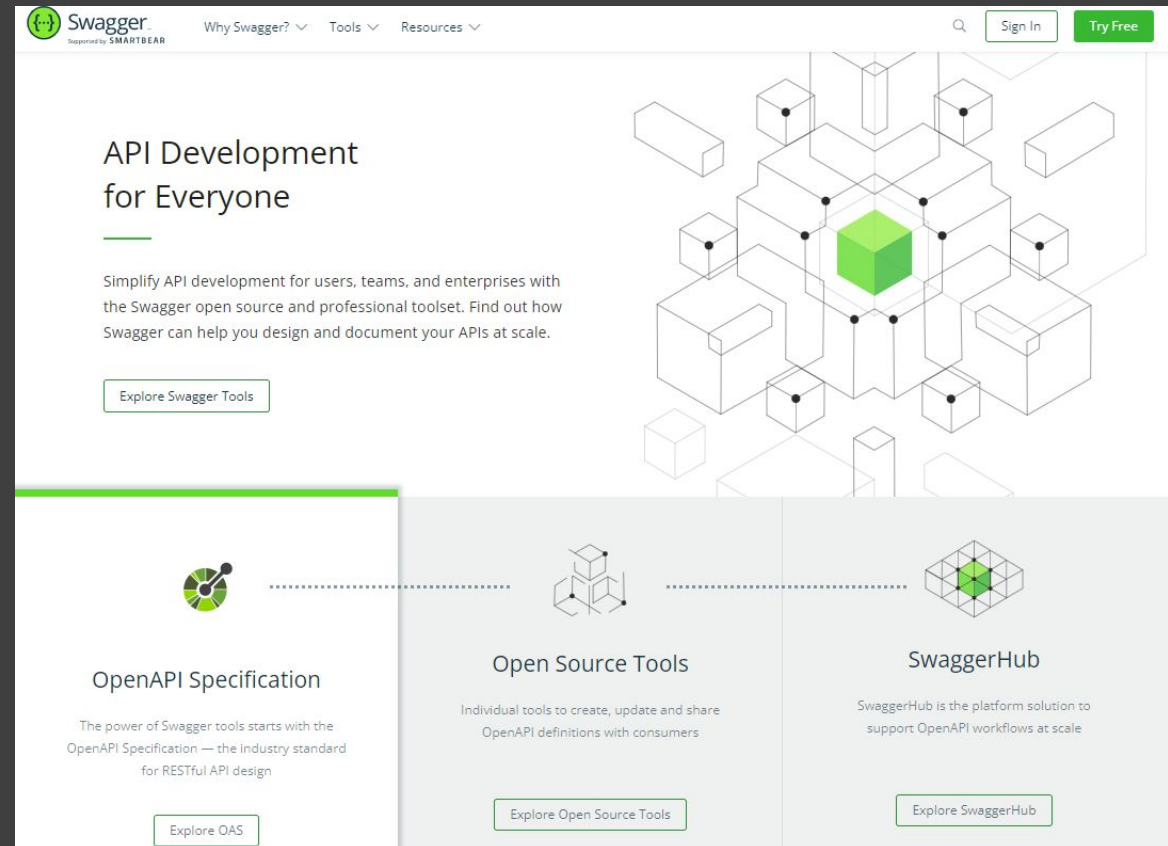 {···} Swagger
Supported by SMARTBEAR
Why Swagger?
Tools
Resources
Sign In
Try Free
API Development
for Everyone
Simplify API development for users, teams, and enterprises with
the Swagger open source and professional toolset. Find out how
Swagger can help you design and document your APIs at scale.
Explore Swagger Tools
OpenAPI Specification
The power of Swagger tools starts with the
OpenAPI Specification — the industry standard
for RESTful API design
Explore OAS
Open Source Tools
Individual tools to create, update and share
OpenAPI definitions with consumers
Explore Open Source Tools
SwaggerHub
SwaggerHub is the platform solution to
support OpenAPI workflows at scale
Explore SwaggerHub